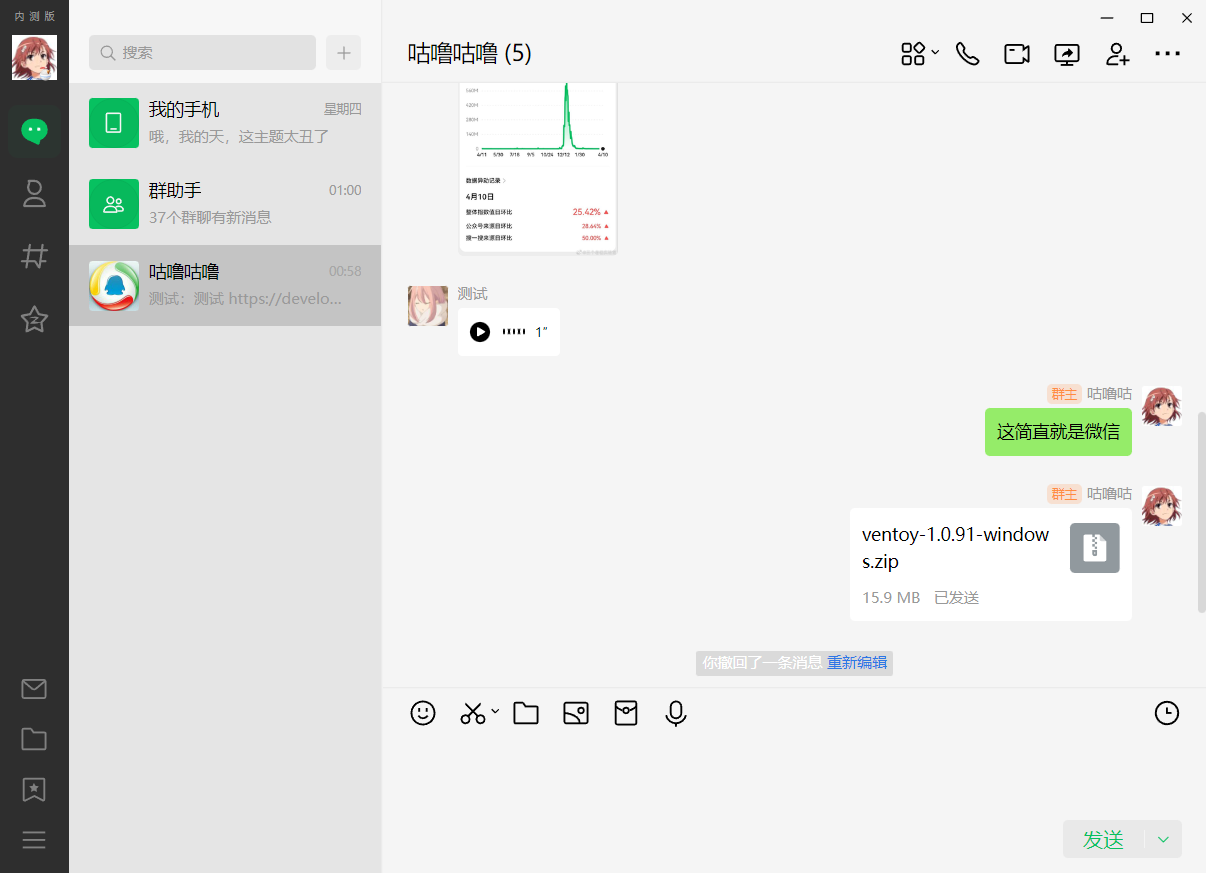 内测版
搜索
我的手机
星期四
哦，我的天，这主题太丑了
群助手
01:00
37个群聊有新消息
咕噜咕噜
00:58
测试：测试 https://develo...
咕噜咕噜 (5)
560M
420M
280M
140M
0
4/11 5/30 7/18 9/5 10/24 12/12 1/30 4/10
数据异动记录
4月10日
整体指数值日环比 25.42%
公众号来源日环比 28.64%
搜一搜来源日环比 50.00%
测试
1"
群主 咕噜咕
这简直就是微信
群主 咕噜咕
ventoy-1.0.91-window
s.zip
15.9 MB 已发送
你撤回了一条消息 重新编辑
发送